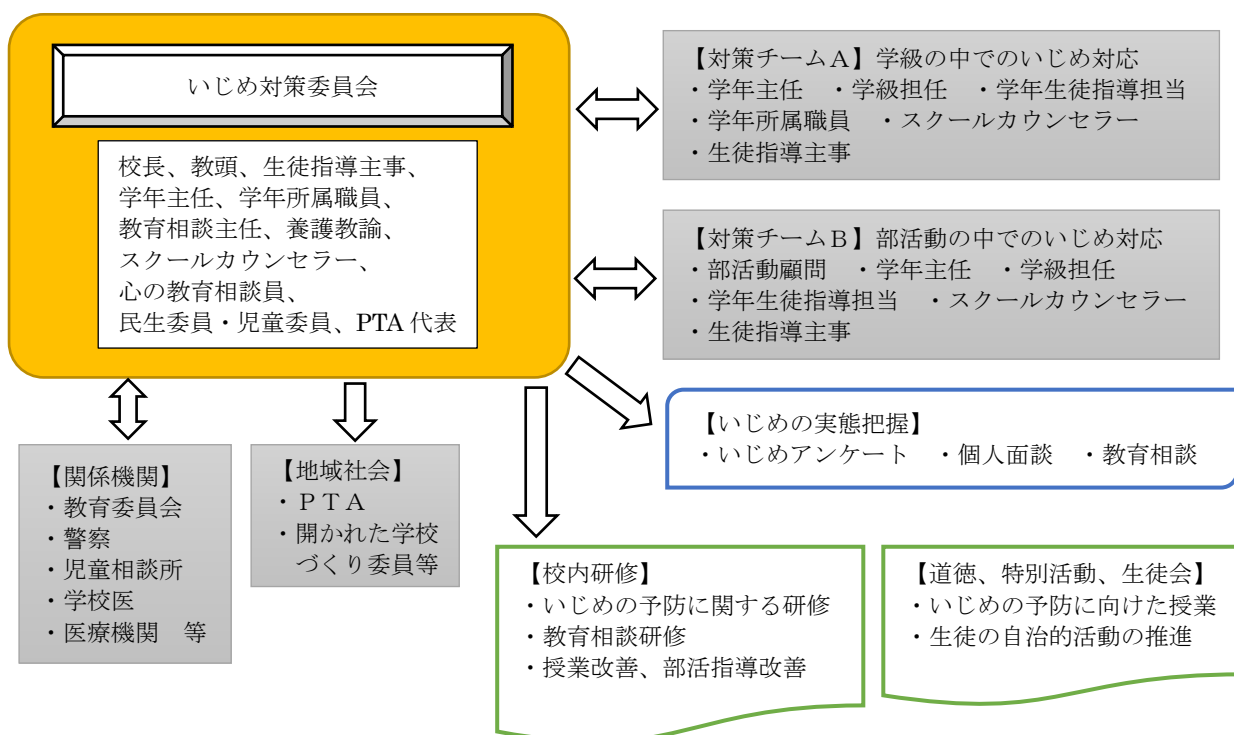 いじめ対策委員会
校長、教頭、生徒指導主事、
学年主任、学年所属職員、
教育相談主任、養護教諭、
スクールカウンセラー、
心の教育相談員、
民生委員・児童委員、PTA 代表
【対策チームＡ】学級の中でのいじめ対応
・学年主任　・学級担任　・学年生徒指導担当
・学年所属職員　・スクールカウンセラー
・生徒指導主事
【対策チームＢ】部活動の中でのいじめ対応
・部活動顧問　・学年主任　・学級担任
・学年生徒指導担当　・スクールカウンセラー
・生徒指導主事
【いじめの実態把握】
・いじめアンケート　・個人面談　・教育相談
【関係機関】
・教育委員会
・警察
・児童相談所
・学校医
・医療機関　等
【地域社会】
・ＰＴＡ
・開かれた学校
づくり委員等
【校内研修】
・いじめの予防に関する研修
・教育相談研修
・授業改善、部活指導改善
【道徳、特別活動、生徒会】
・いじめの予防に向けた授業
・生徒の自治的活動の推進